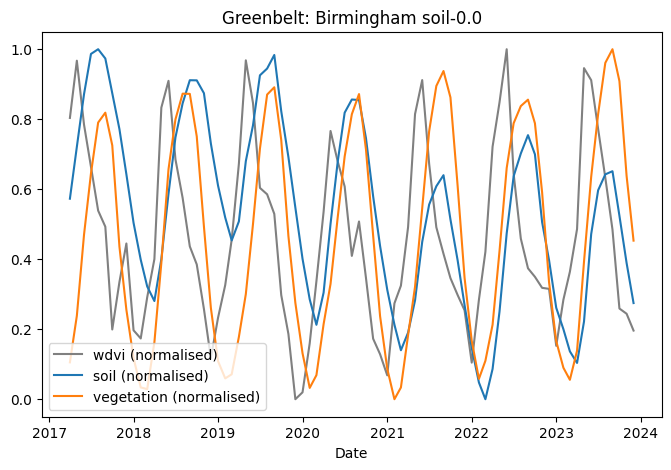 Greenbelt: Birmingham soil-0.0
1.0
0.8
0.6
0.4
0.2
0.0
wdvi (normalised)
soil (normalised)
vegetation (normalised)
2017 2018 2019 2020 2021 2022 2023 2024
Date